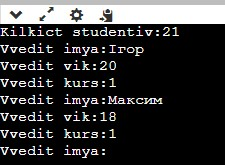 Kilkict studentiv:21
Vvedit imya:Ігор
Vvedit vik:20
Vvedit kurs:1
Vvedit imya:Максим
Vvedit vik:18
Vvedit kurs:1
Vvedit imya: